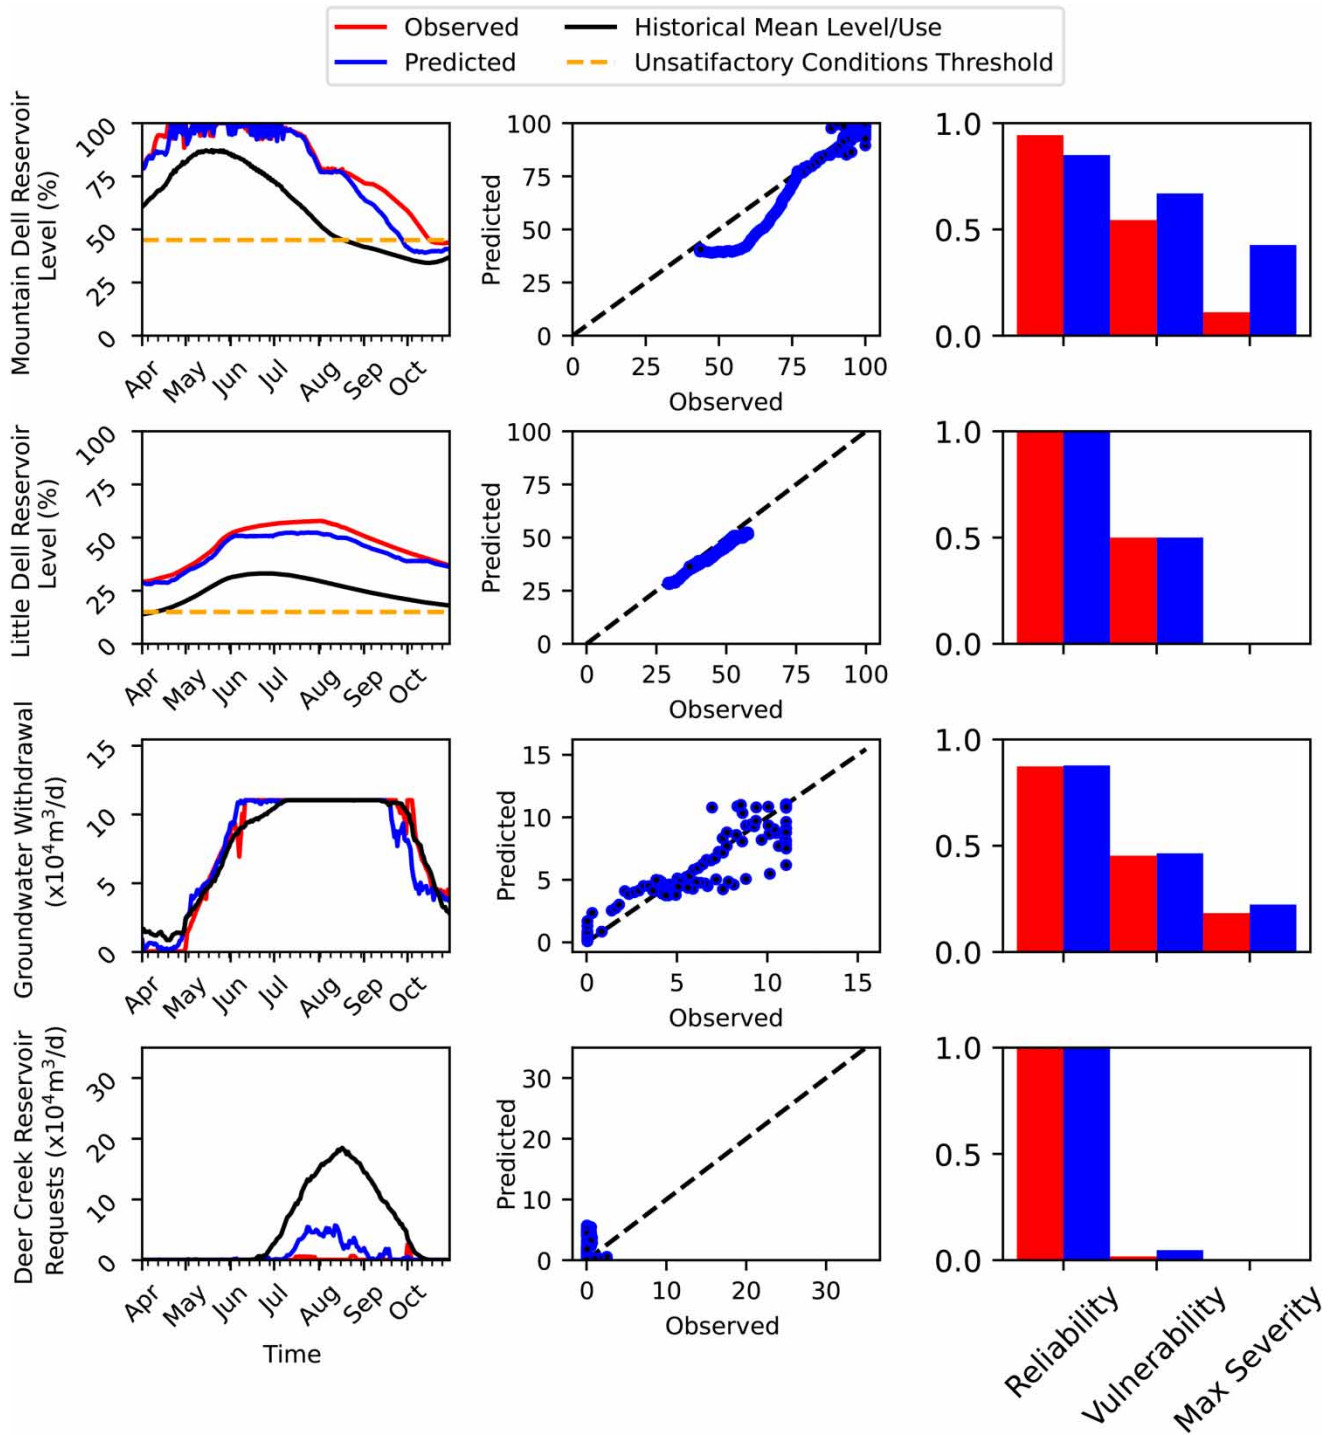 Observed
Historical Mean Level/Use
Predicted
Unsatifactory Conditions Threshold
Mountain Dell Reservoir
Level (%)
100
75
50
25
0
Apr
May
Jun
Jul
Aug
Sep
Oct
Predicted
100
75
50
25
0
0
25
50
75
100
Observed
1.0
0.5
0.0
Little Dell Reservoir
Level (%)
100
75
50
25
0
Apr
May
Jun
Jul
Aug
Sep
Oct
Predicted
100
75
50
25
0
0
25
50
75
100
Observed
1.0
0.5
0.0
Groundwater Withdrawal
(x10⁴m³/d)
15
10
5
0
Apr
May
Jun
Jul
Aug
Sep
Oct
Predicted
15
10
5
0
0
5
10
15
Observed
1.0
0.5
0.0
Deer Creek Reservoir
Requests (x10⁴m³/d)
30
20
10
0
Apr
May
Jun
Jul
Aug
Sep
Oct
Time
Predicted
30
20
10
0
0
10
20
30
Observed
1.0
0.5
0.0
Reliability
Vulnerability
Max Severity